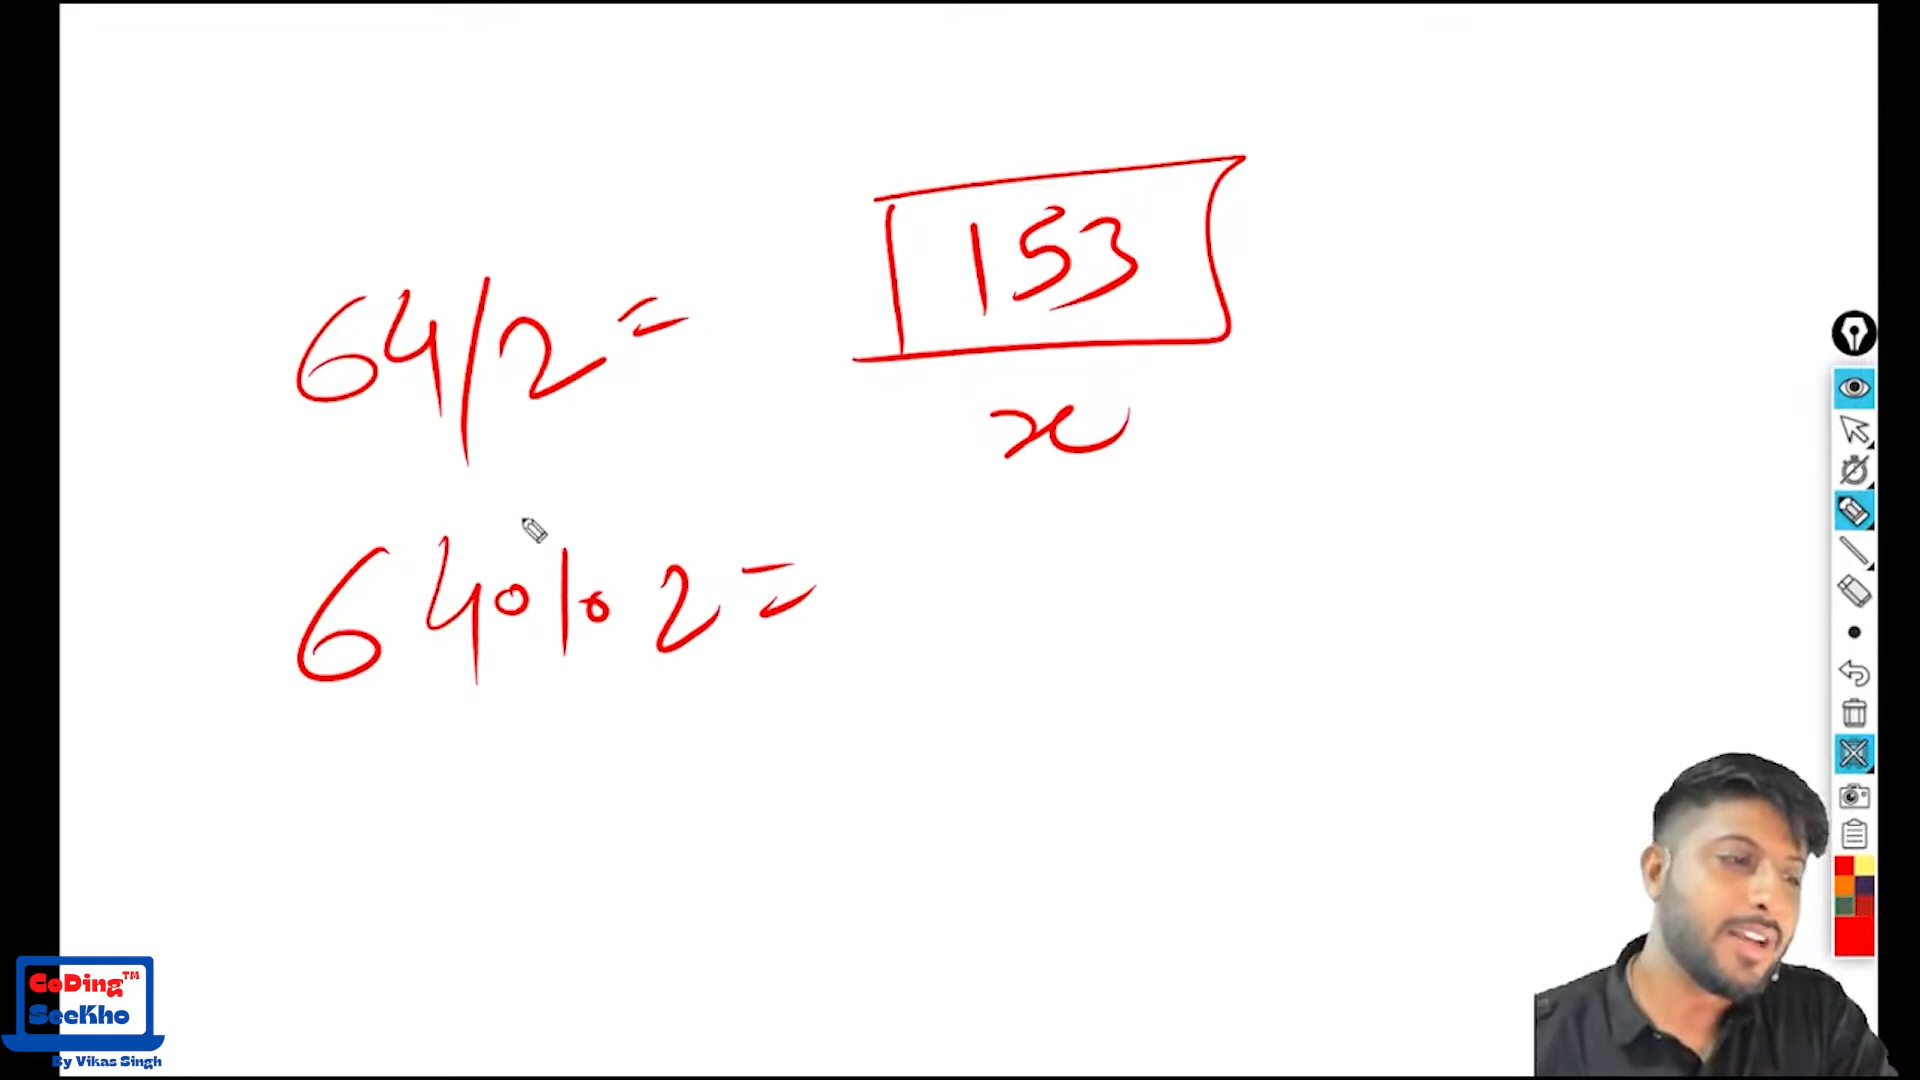 153
64/2=
x
64%2=
CoDing™
SeeKho
By Vikas Singh